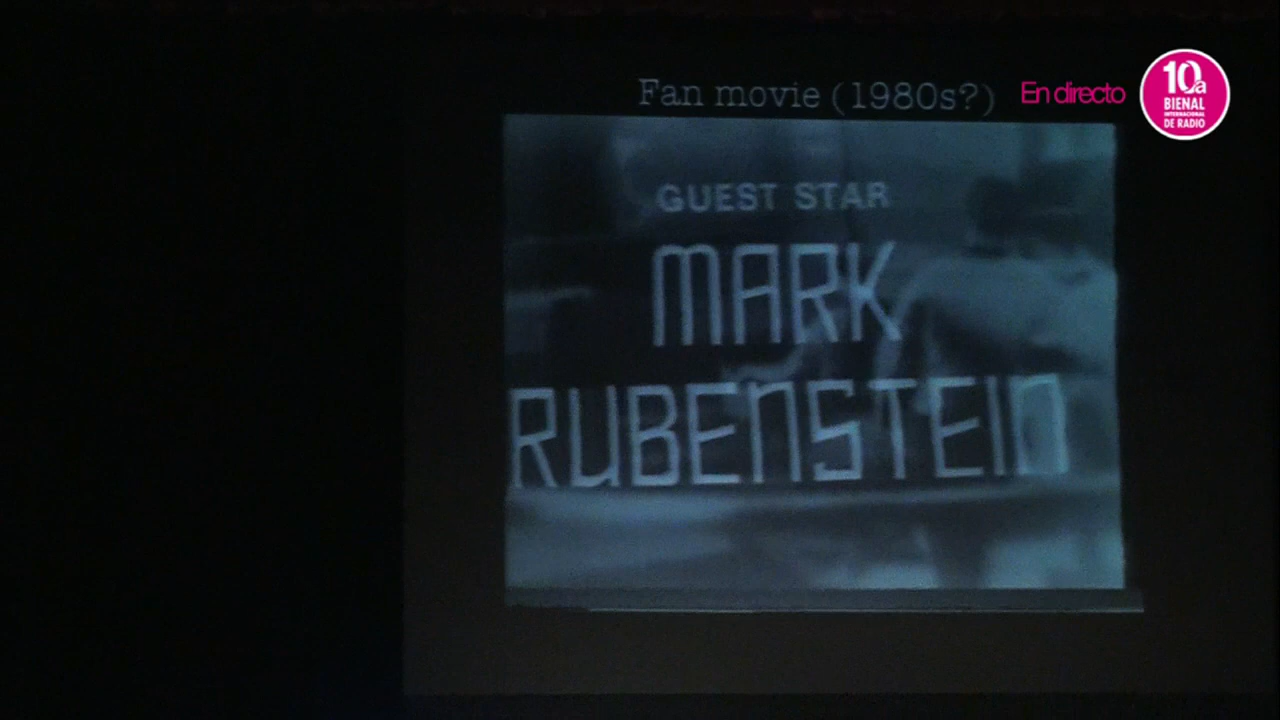 Fan movie (1980s?)
En directo
10a
BIENAL
INTERNACIONAL
DE RADIO
GUEST STAR
MARK
RUBENSTEIN